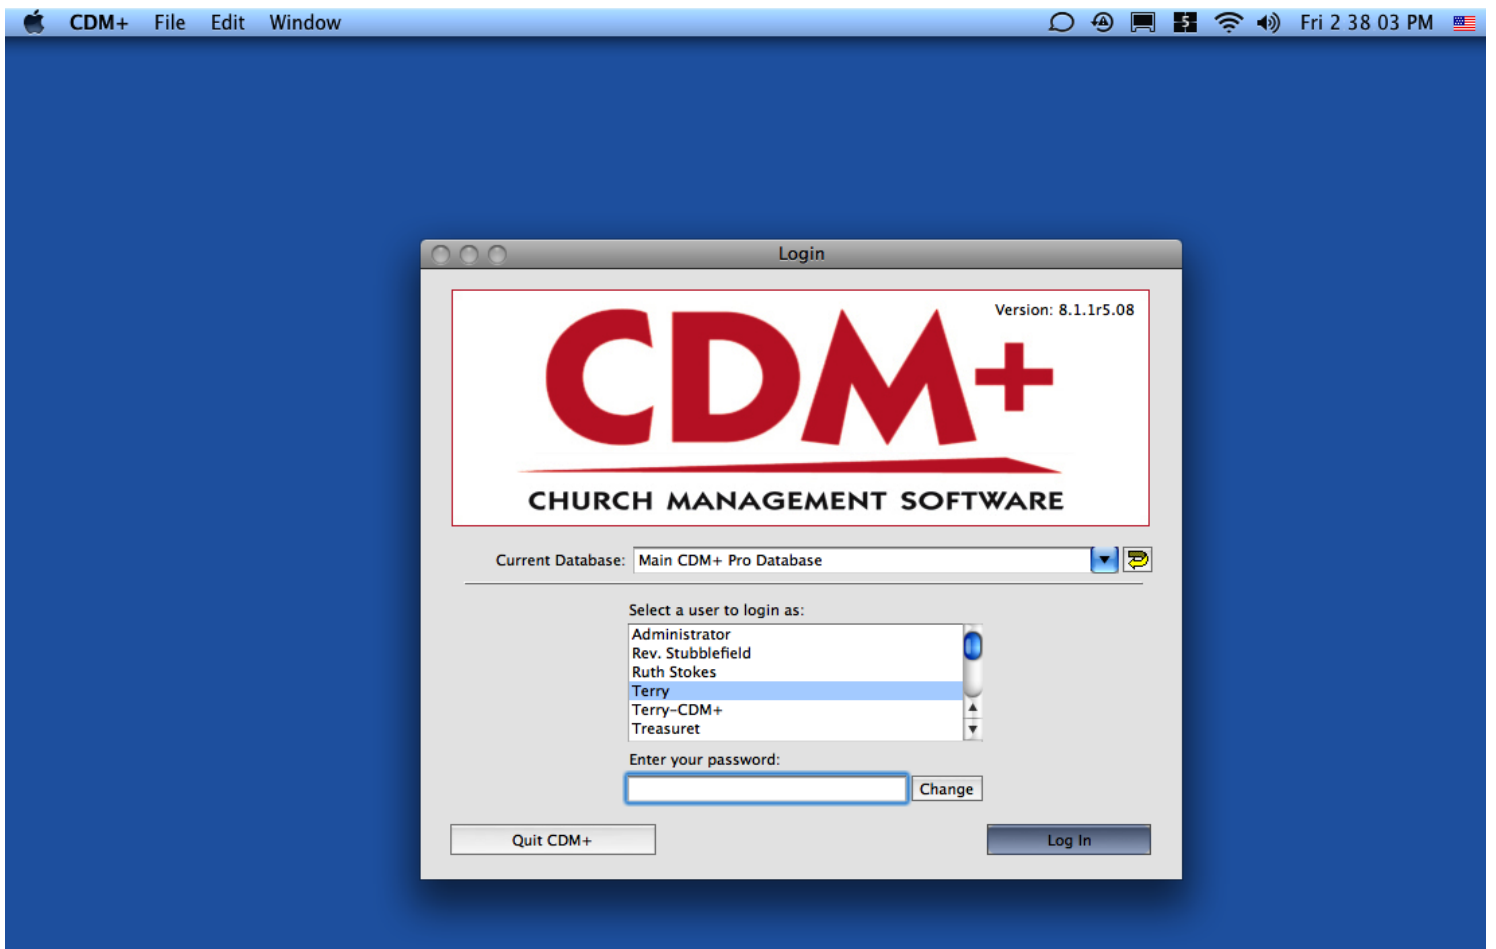 CDM+ File Edit Window Fri 2 38 03 PM
Login
Version: 8.1.1r5.08
CDM+
CHURCH MANAGEMENT SOFTWARE
Current Database: Main CDM+ Pro Database
Select a user to login as:
Administrator
Rev. Stubblefield
Ruth Stokes
Terry
Terry-CDM+
Treasuret
Enter your password:
Change
Quit CDM+ Log In